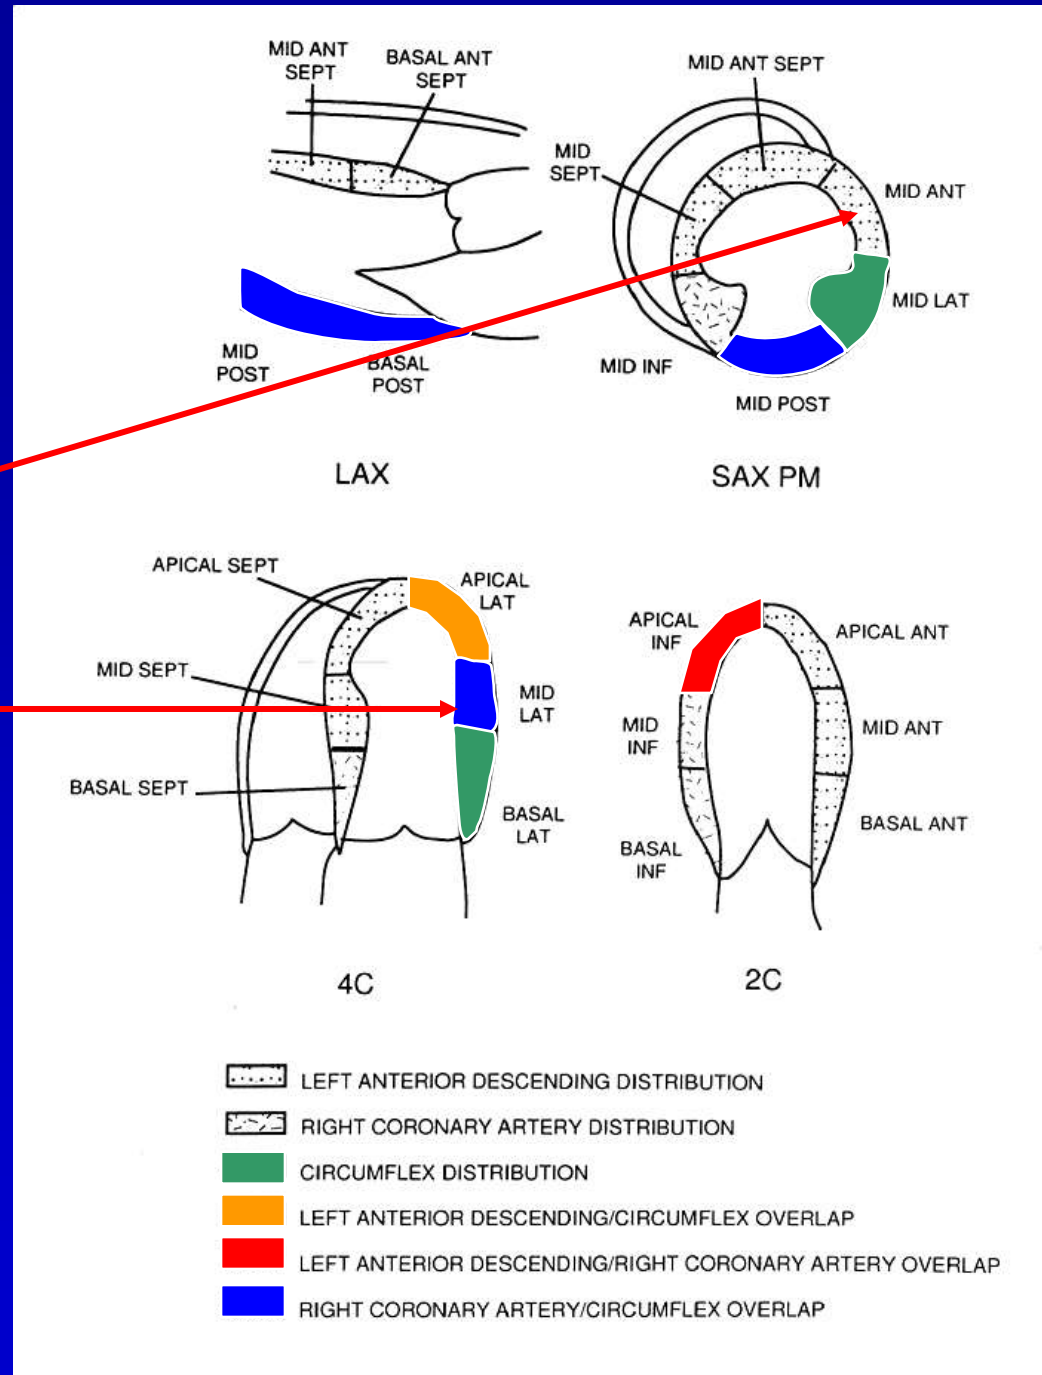 MID ANT
SEPT
BASAL ANT
SEPT
MID
POST
BASAL
POST
LAX
MID ANT SEPT
MID
SEPT
MID ANT
MID LAT
MID INF
MID POST
SAX PM
APICAL SEPT
APICAL
LAT
MID SEPT
MID
LAT
BASAL SEPT
BASAL
LAT
4C
APICAL
INF
APICAL ANT
MID
INF
MID ANT
BASAL
INF
BASAL ANT
2C
LEFT ANTERIOR DESCENDING DISTRIBUTION
RIGHT CORONARY ARTERY DISTRIBUTION
CIRCUMFLEX DISTRIBUTION
LEFT ANTERIOR DESCENDING/CIRCUMFLEX OVERLAP
LEFT ANTERIOR DESCENDING/RIGHT CORONARY ARTERY OVERLAP
RIGHT CORONARY ARTERY/CIRCUMFLEX OVERLAP